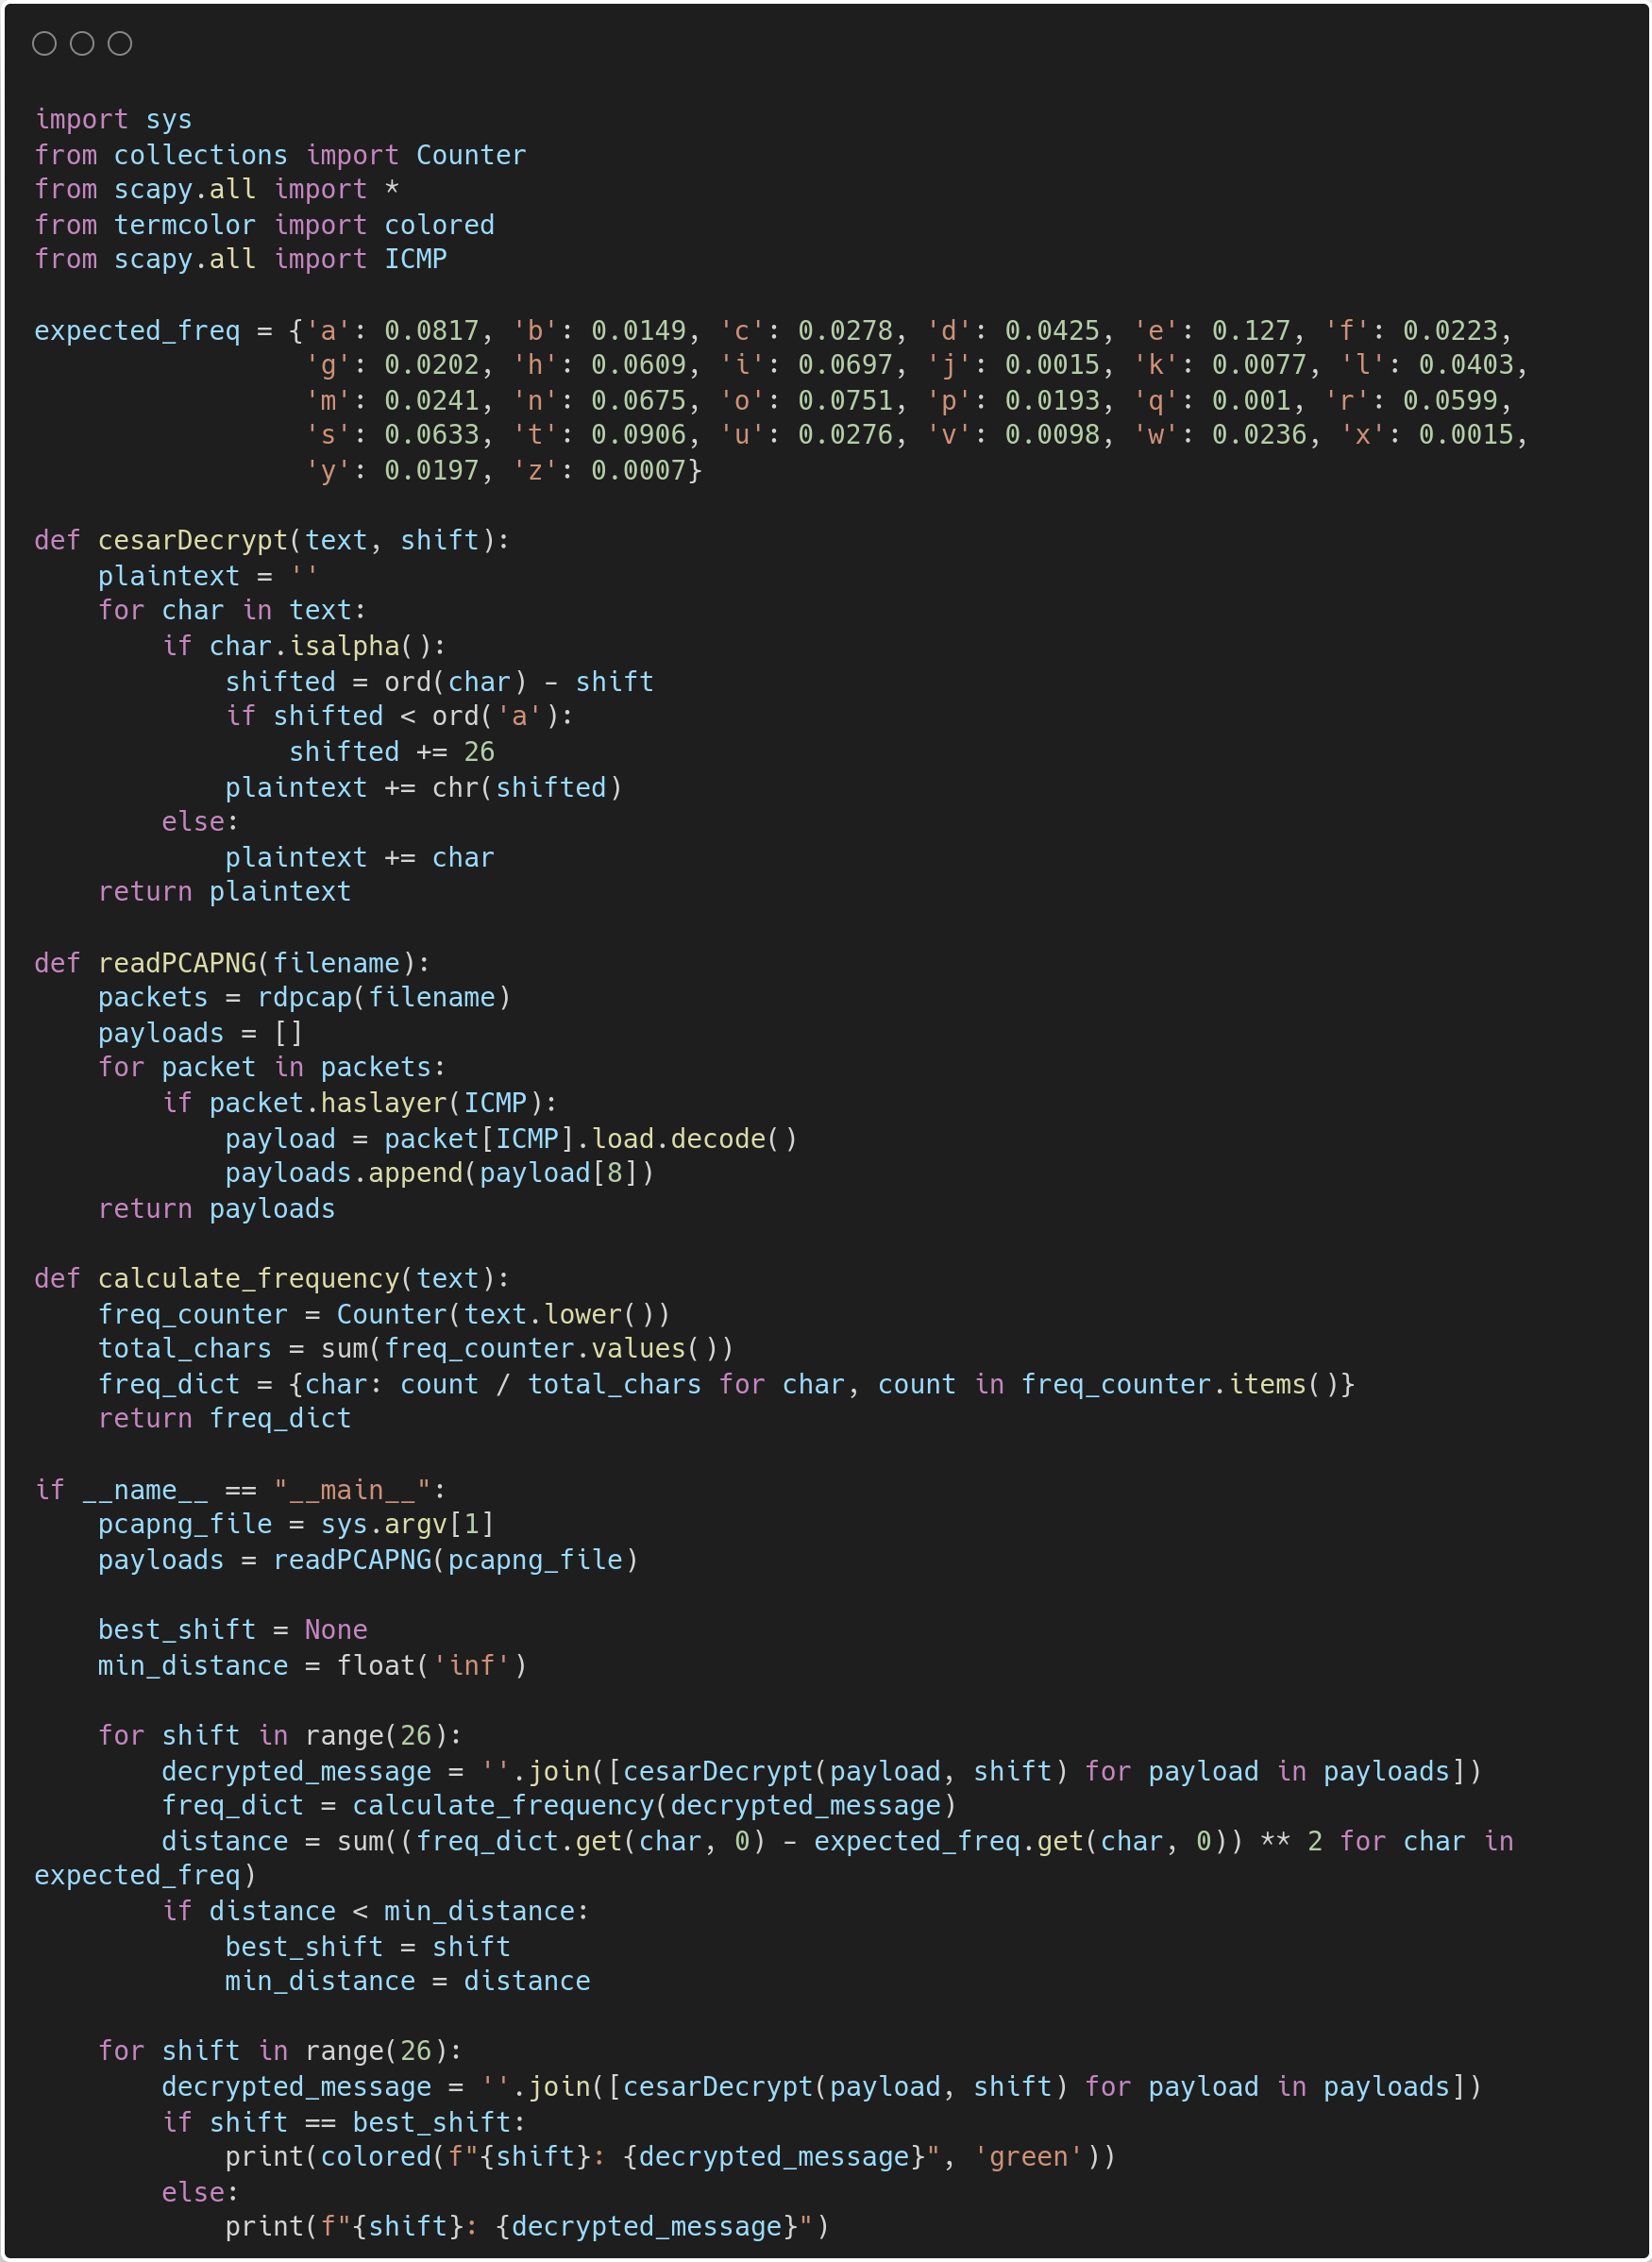 import sys
from collections import Counter
from scapy.all import *
from termcolor import colored
from scapy.all import ICMP

expected_freq = {'a': 0.0817, 'b': 0.0149, 'c': 0.0278, 'd': 0.0425, 'e': 0.127, 'f': 0.0223,
                 'g': 0.0202, 'h': 0.0609, 'i': 0.0697, 'j': 0.0015, 'k': 0.0077, 'l': 0.0403,
                 'm': 0.0241, 'n': 0.0675, 'o': 0.0751, 'p': 0.0193, 'q': 0.001, 'r': 0.0599,
                 's': 0.0633, 't': 0.0906, 'u': 0.0276, 'v': 0.0098, 'w': 0.0236, 'x': 0.0015,
                 'y': 0.0197, 'z': 0.0007}

def cesarDecrypt(text, shift):
    plaintext = ''
    for char in text:
        if char.isalpha():
            shifted = ord(char) - shift
            if shifted < ord('a'):
                shifted += 26
            plaintext += chr(shifted)
        else:
            plaintext += char
    return plaintext

def readPCAPNG(filename):
    packets = rdpcap(filename)
    payloads = []
    for packet in packets:
        if packet.haslayer(ICMP):
            payload = packet[ICMP].load.decode()
            payloads.append(payload[8])
    return payloads

def calculate_frequency(text):
    freq_counter = Counter(text.lower())
    total_chars = sum(freq_counter.values())
    freq_dict = {char: count / total_chars for char, count in freq_counter.items()}
    return freq_dict

if __name__ == "__main__":
    pcapng_file = sys.argv[1]
    payloads = readPCAPNG(pcapng_file)

    best_shift = None
    min_distance = float('inf')

    for shift in range(26):
        decrypted_message = ''.join([cesarDecrypt(payload, shift) for payload in payloads])
        freq_dict = calculate_frequency(decrypted_message)
        distance = sum((freq_dict.get(char, 0) - expected_freq.get(char, 0)) ** 2 for char in
expected_freq)
        if distance < min_distance:
            best_shift = shift
            min_distance = distance

    for shift in range(26):
        decrypted_message = ''.join([cesarDecrypt(payload, shift) for payload in payloads])
        if shift == best_shift:
            print(colored(f"{shift}: {decrypted_message}", 'green'))
        else:
            print(f"{shift}: {decrypted_message}")